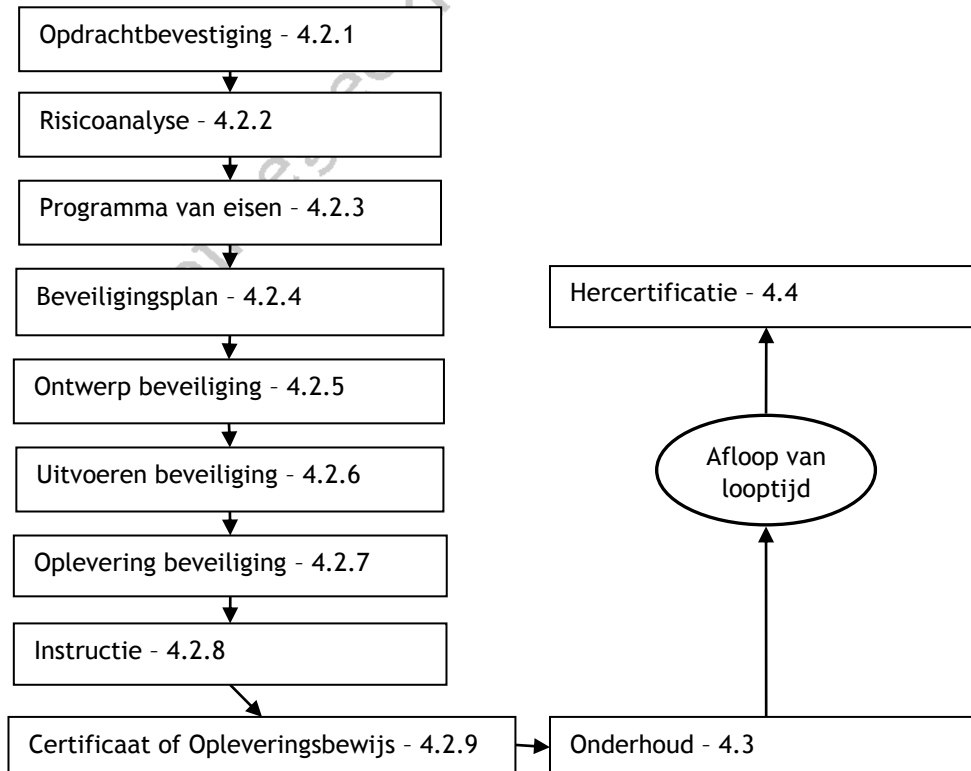 Opdrachtbevestiging – 4.2.1
Risicoanalyse – 4.2.2
Programma van eisen – 4.2.3
Beveiligingsplan – 4.2.4
Ontwerp beveiliging – 4.2.5
Uitvoeren beveiliging – 4.2.6
Oplevering beveiliging – 4.2.7
Instructie – 4.2.8
Certificaat of Opleveringsbewijs – 4.2.9
Onderhoud – 4.3
Afloop van
looptijd
Hercertificatie – 4.4